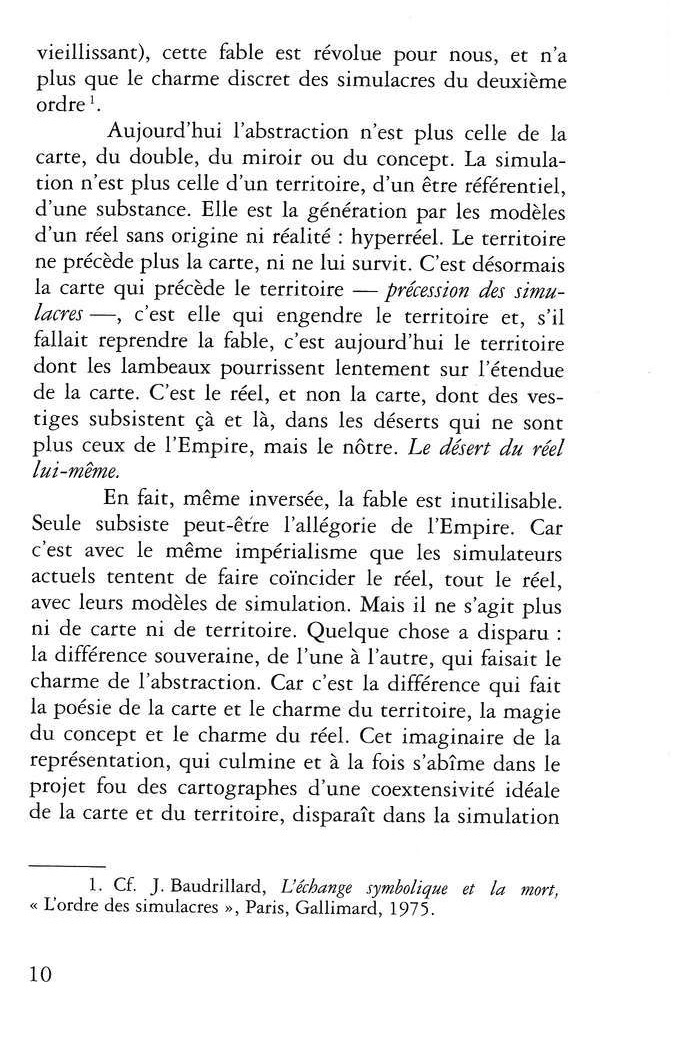 vieillissant), cette fable est révolue pour nous, et n'a
plus que le charme discret des simulacres du deuxième
ordre ¹.
Aujourd'hui l'abstraction n'est plus celle de la
carte, du double, du miroir ou du concept. La simula-
tion n'est plus celle d'un territoire, d'un être référentiel,
d'une substance. Elle est la génération par les modèles
d'un réel sans origine ni réalité : hyperréel. Le territoire
ne précède plus la carte, ni ne lui survit. C'est désormais
la carte qui précède le territoire — précession des simu-
lacres —, c'est elle qui engendre le territoire et, s'il
fallait reprendre la fable, c'est aujourd'hui le territoire
dont les lambeaux pourrissent lentement sur l'étendue
de la carte. C'est le réel, et non la carte, dont des ves-
tiges subsistent çà et là, dans les déserts qui ne sont
plus ceux de l'Empire, mais le nôtre. Le désert du réel
lui-même.
En fait, même inversée, la fable est inutilisable.
Seule subsiste peut-être l'allégorie de l'Empire. Car
c'est avec le même impérialisme que les simulateurs
actuels tentent de faire coïncider le réel, tout le réel,
avec leurs modèles de simulation. Mais il ne s'agit plus
ni de carte ni de territoire. Quelque chose a disparu :
la différence souveraine, de l'une à l'autre, qui faisait le
charme de l'abstraction. Car c'est la différence qui fait
la poésie de la carte et le charme du territoire, la magie
du concept et le charme du réel. Cet imaginaire de la
représentation, qui culmine et à la fois s'abîme dans le
projet fou des cartographes d'une coextensivité idéale
de la carte et du territoire, disparaît dans la simulation
1. Cf. J. Baudrillard, L'échange symbolique et la mort,
« L'ordre des simulacres », Paris, Gallimard, 1975.
10